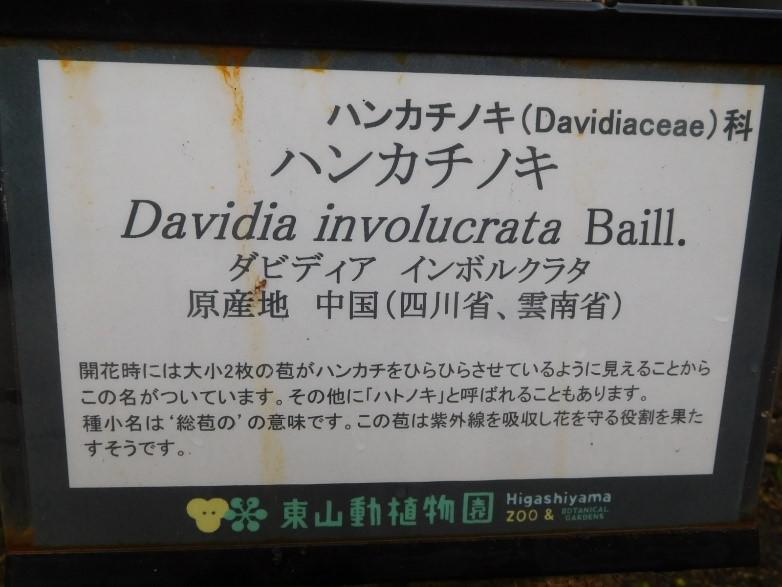 ハンカチノキ(Davidiaceae)科
ハンカチノキ
Davidia involucrata Baill.
ダビディア　インボルクラタ
原産地　中国(四川省、雲南省)
開花時には大小2枚の苞がハンカチをひらひらさせているように見えることから
この名がついています。その他に「ハトノキ」と呼ばれることもあります。
種小名は‘総苞の’の意味です。この苞は紫外線を吸収し花を守る役割を果た
すそうです。
東山動植物園
Higashiyama
ZOO & BOTANICAL GARDENS